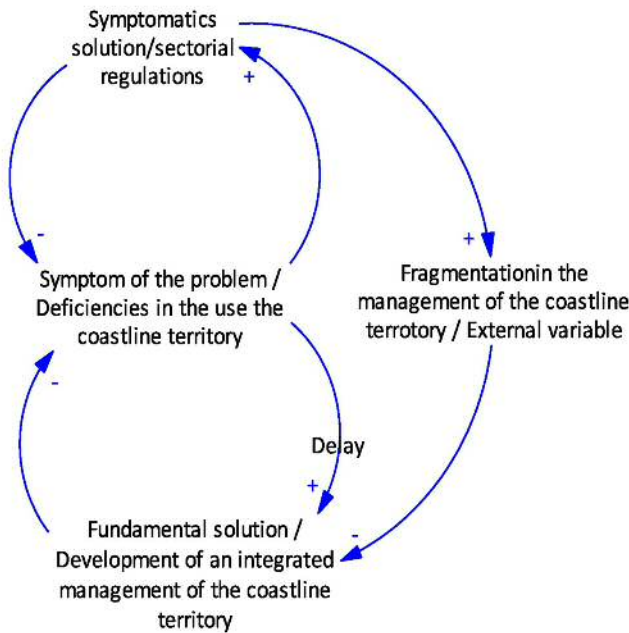 Symptomatics
solution/sectorial
regulations
+
-
+
Symptom of the problem /
Deficiencies in the use the
coastline territory
Fragmentationin the
management of the coastline
terrotory / External variable
-
Delay
+
-
Fundamental solution /
Development of an integrated
management of the coastline
territory